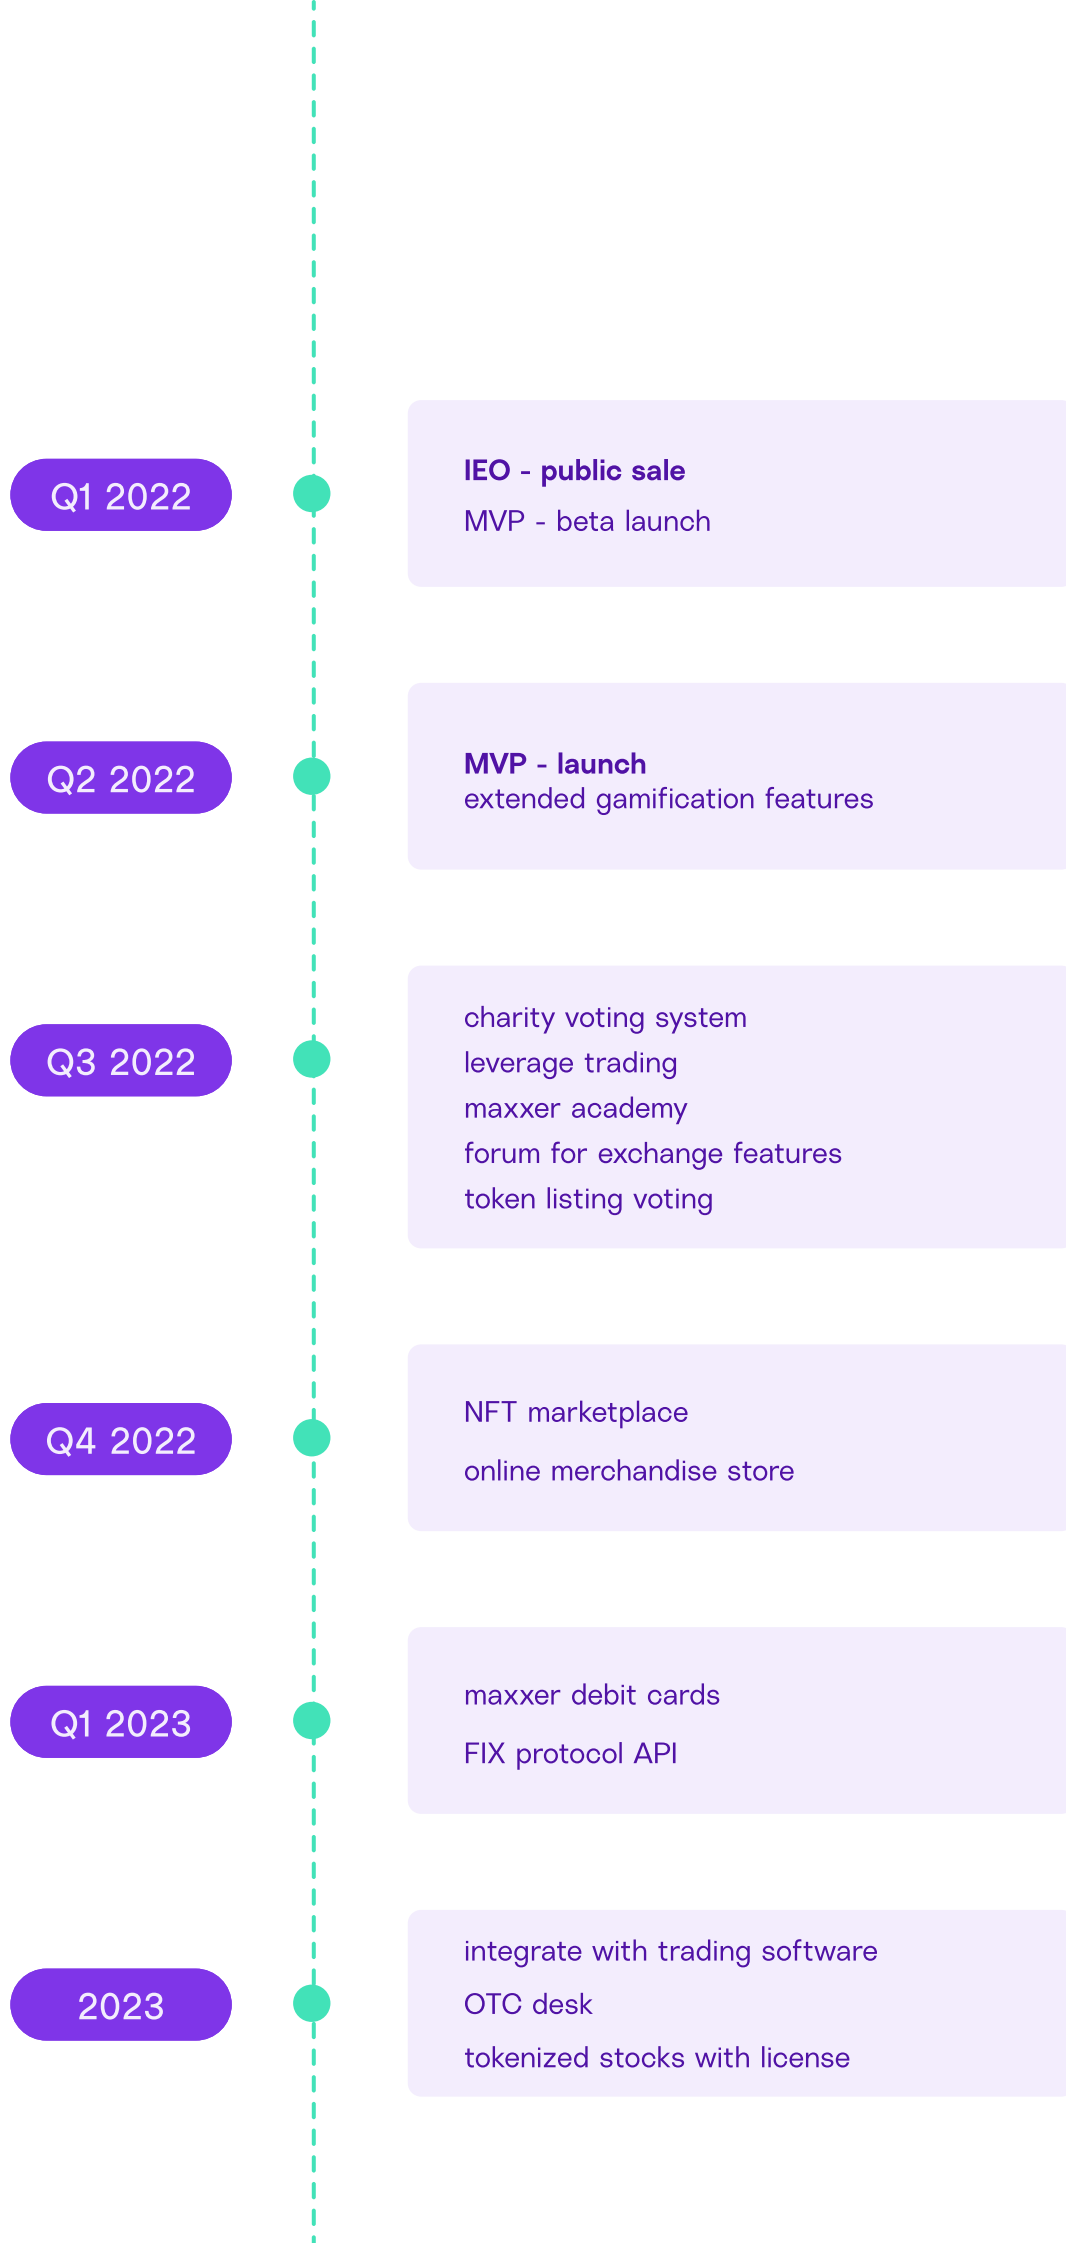 Q1 2022
IEO - public sale
MVP - beta launch
Q2 2022
MVP - launch
extended gamification features
Q3 2022
charity voting system
leverage trading
maxxer academy
forum for exchange features
token listing voting
Q4 2022
NFT marketplace
online merchandise store
Q1 2023
maxxer debit cards
FIX protocol API
2023
integrate with trading software
OTC desk
tokenized stocks with license